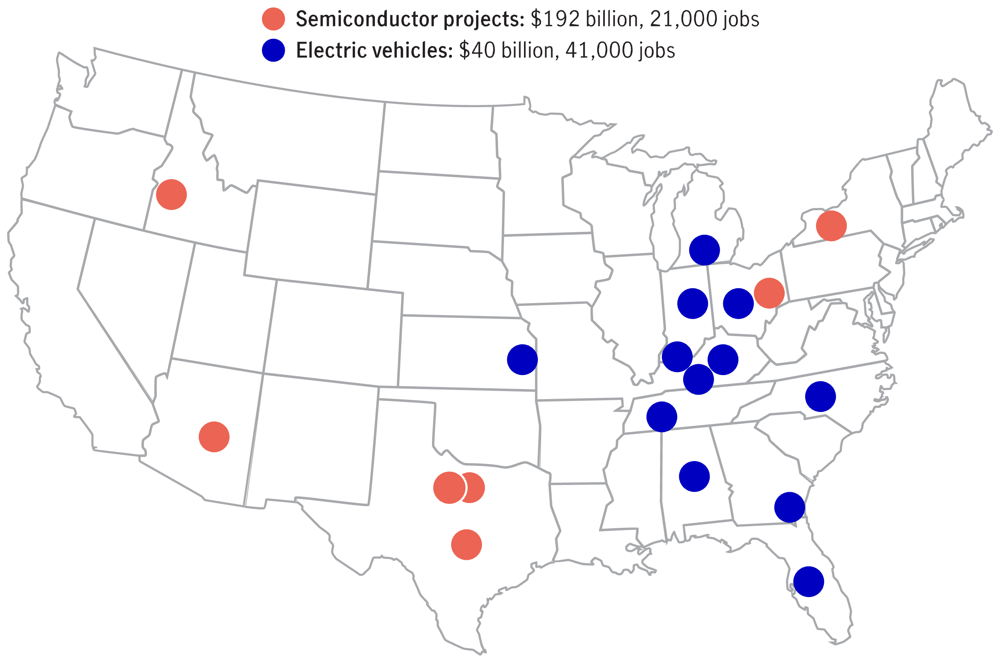 Semiconductor projects: $192 billion, 21,000 jobs
Electric vehicles: $40 billion, 41,000 jobs